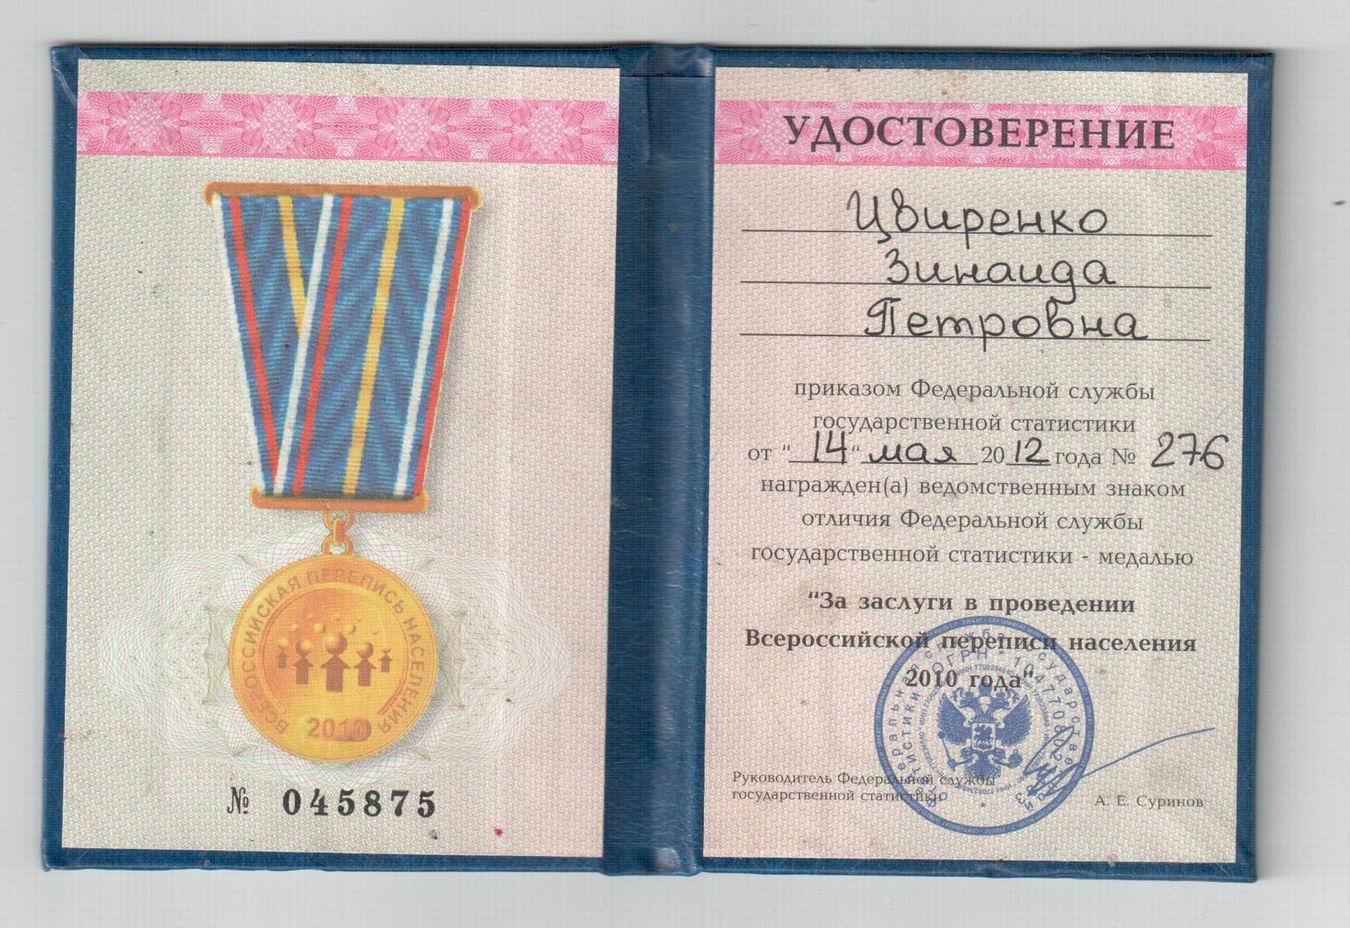 ВСЕРОССИЙСКАЯ ПЕРЕПИСЬ НАСЕЛЕНИЯ
2010
№ 045875
УДОСТОВЕРЕНИЕ
Цвиренко
Зинаида
Петровна
приказом Федеральной службы
государственной статистики
от "14" мая 2012 года № 276
награжден(а) ведомственным знаком
отличия Федеральной службы
государственной статистики - медалью
"За заслуги в проведении
Всероссийской переписи населения
2010 года"
Руководитель Федеральной службы
государственной статистики
А. Е. Суринов